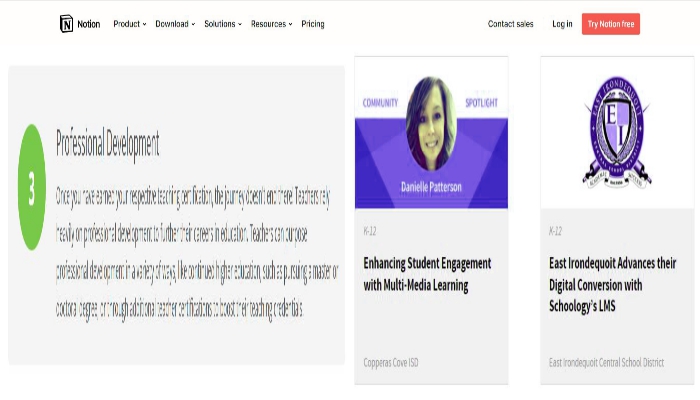 Notion Product Download Solutions Resources Pricing Contact sales Log in Try Notion free
3
Professional Development
Once you have earned your respective teaching certification, the journey doesn't end there. Teachers rely
heavily on professional development to further their careers in education. Teachers can purpose
professional development in a variety of ways, like continued higher education, such as pursuing a master or
doctoral degree, or through additional teacher certifications to boost their teaching credentials.
COMMUNITY SPOTLIGHT
Danielle Patterson
K-12
Enhancing Student Engagement
with Multi-Media Learning
Copperas Cove ISD
EAST IRONDEQUOIT
E I
K-12
East Irondequoit Advances their
Digital Conversion with
Schoology's LMS
East Irondequoit Central School District